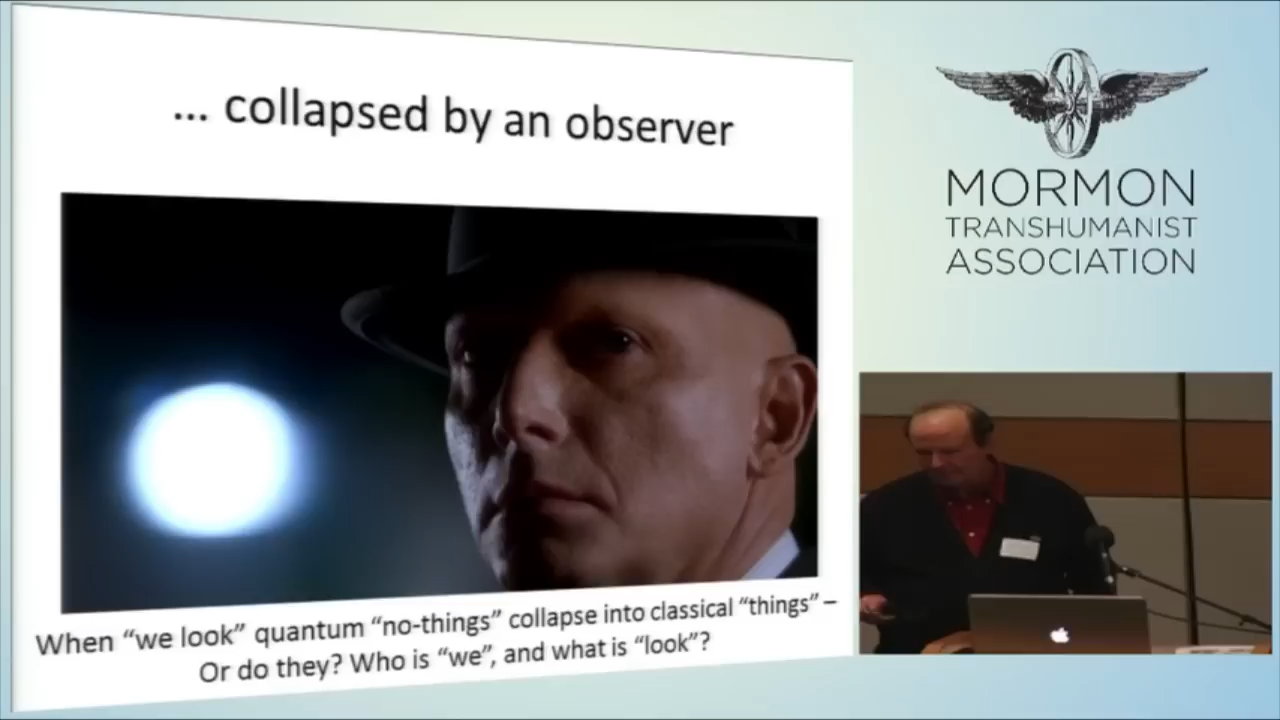 ... collapsed by an observer
When “we look” quantum “no-things” collapse into classical “things” –
Or do they? Who is “we”, and what is “look”?
MORMON
TRANSHUMANIST
ASSOCIATION